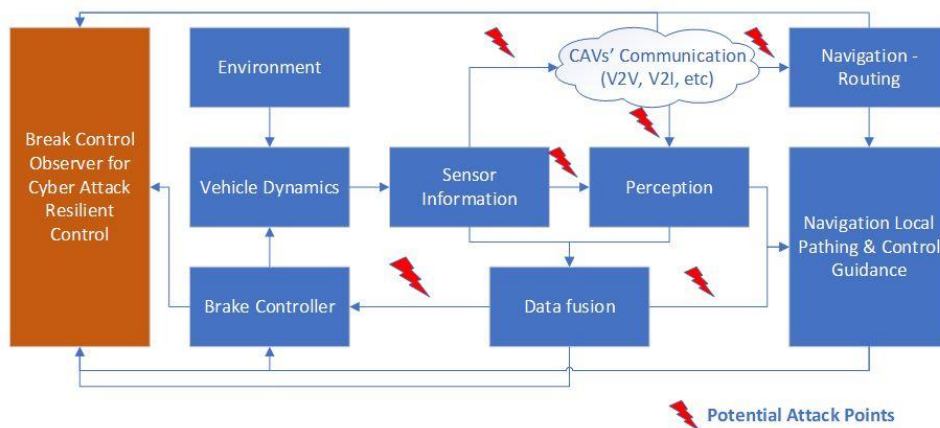 Break Control
Observer for
Cyber Attack
Resilient
Control
Environment
CAVs' Communication
(V2V, V2I, etc)
Navigation -
Routing
Vehicle Dynamics
Sensor
Information
Perception
Navigation Local
Pathing & Control
Guidance
Brake Controller
Data fusion
Potential Attack Points